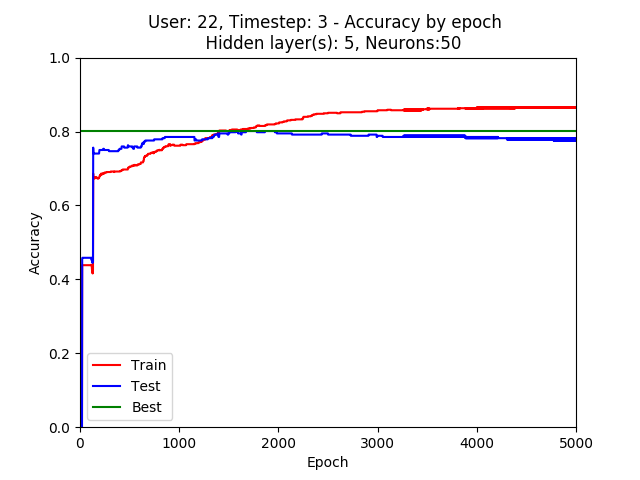 User: 22, Timestep: 3 - Accuracy by epoch
Hidden layer(s): 5, Neurons:50
1.0
0.8
0.6
0.4
0.2
0.0
Accuracy
Train
Test
Best
0 1000 2000 3000 4000 5000
Epoch